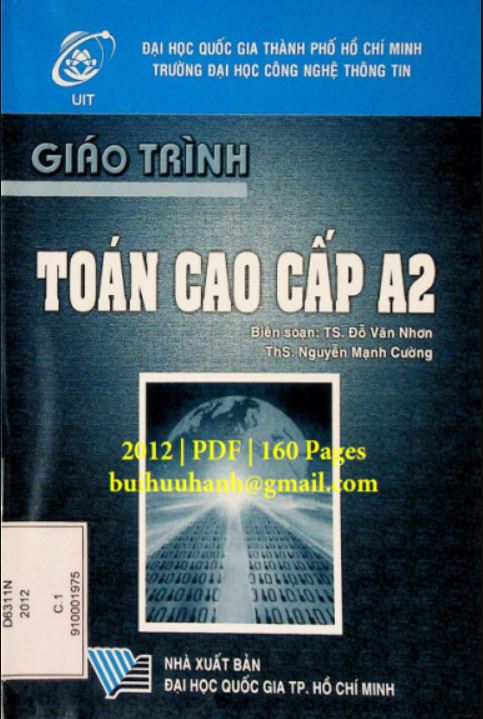 ĐẠI HỌC QUỐC GIA THÀNH PHỐ HỒ CHÍ MINH
TRƯỜNG ĐẠI HỌC CÔNG NGHỆ THÔNG TIN
UIT
GIÁO TRÌNH
TOÁN CAO CẤP A2
Biên soạn: TS. Đỗ Văn Nhơn
ThS. Nguyễn Mạnh Cường
2012 | PDF | 160 Pages
buihuuhanh@gmail.com
D6311N
2012
C.1
910001975
NHÀ XUẤT BẢN
ĐẠI HỌC QUỐC GIA TP. HỒ CHÍ MINH